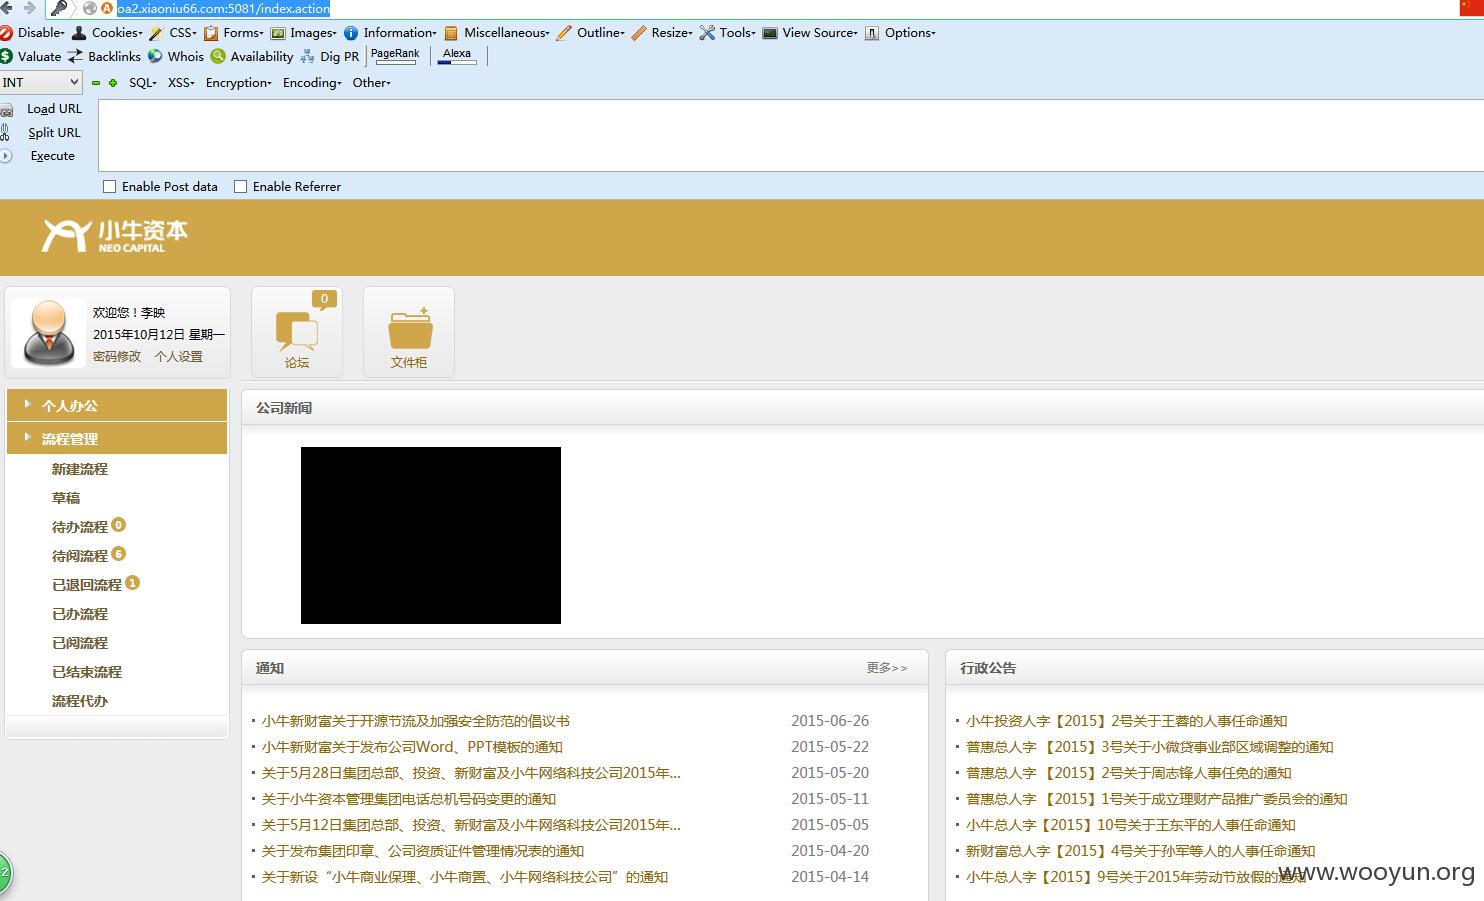 oa2.xiaoniu66.com:5081/index.action
Disable Cookies CSS Forms Images Information Miscellaneous Outline Resize Tools View Source Options
Valuate Backlinks Whois Availability Dig PR PageRank Alexa
INT SQL XSS Encryption Encoding Other
Load URL
Split URL
Execute
Enable Post data Enable Referrer
小牛资本
NEO CAPITAL
欢迎您！李映
2015年10月12日 星期一
密码修改 个人设置
0
论坛
文件柜
个人办公
流程管理
新建流程
草稿
待办流程 0
待阅流程 6
已退回流程 1
已办流程
已阅流程
已结束流程
流程代办
公司新闻
通知 更多>>
小牛新财富关于开源节流及加强安全防范的倡议书 2015-06-26
小牛新财富关于发布公司Word、PPT模板的通知 2015-05-22
关于5月28日集团总部、投资、新财富及小牛网络科技公司2015年... 2015-05-20
关于小牛资本管理集团电话总机号码变更的通知 2015-05-11
关于5月12日集团总部、投资、新财富及小牛网络科技公司2015年... 2015-05-05
关于发布集团印章、公司资质证件管理情况表的通知 2015-04-20
关于新设“小牛商业保理、小牛商置、小牛网络科技公司”的通知 2015-04-14
行政公告
小牛投资人字【2015】2号关于王蓉的人事任命通知
普惠总人字 【2015】3号关于小微贷事业部区域调整的通知
普惠总人字 【2015】2号关于周志锋人事任免的通知
普惠总人字 【2015】1号关于成立理财产品推广委员会的通知
小牛总人字【2015】10号关于王东平的人事任命通知
新财富总人字【2015】4号关于孙军等人的人事任命通知
小牛总人字【2015】9号关于2015年劳动节放假的通知
www.wooyun.org